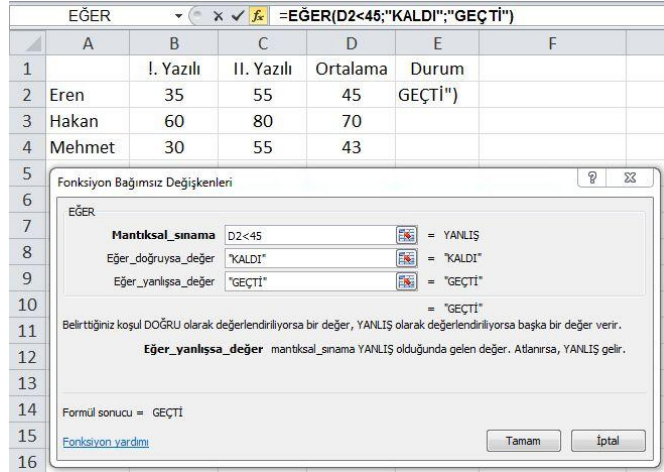 EĞER =EĞER(D2<45;"KALDI";"GEÇTİ")
A B C D E F
1 I. Yazılı II. Yazılı Ortalama Durum
2 Eren 35 55 45 GEÇTİ")
3 Hakan 60 80 70
4 Mehmet 30 55 43
5
Fonksiyon Bağımsız Değişkenleri
6
EĞER
7 Mantıksal_sınama D2<45 = YANLIŞ
8 Eğer_doğruysa_değer "KALDI" = "KALDI"
9 Eğer_yanlışsa_değer "GEÇTİ" = "GEÇTİ"
10 = "GEÇTİ"
11 Belirttiğiniz koşul DOĞRU olarak değerlendiriliyorsa bir değer, YANLIŞ olarak değerlendiriliyorsa başka bir değer verir.
12 Eğer_yanlışsa_değer mantıksal_sınama YANLIŞ olduğunda gelen değer. Atlanırsa, YANLIŞ gelir.
13
14 Formül sonucu = GEÇTİ
15 Fonksiyon yardımı Tamam İptal
16